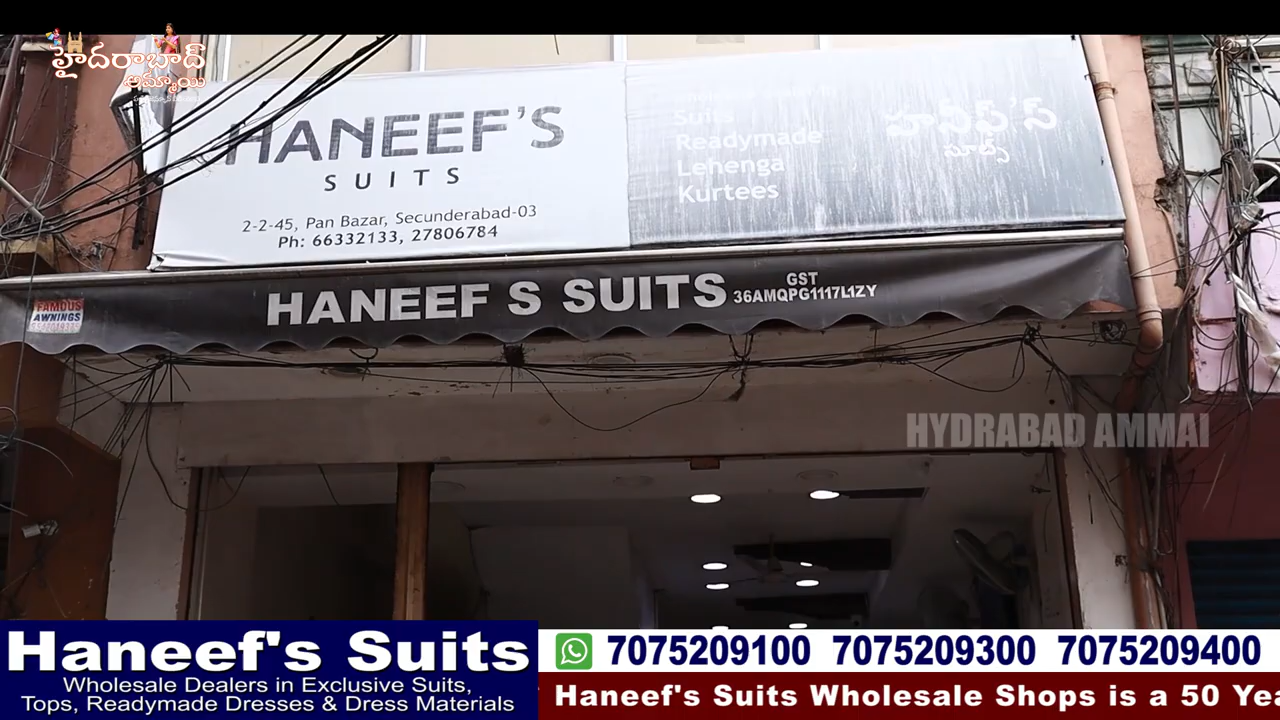 హైదరాబాద్
అమ్మాయి
HANEEF'S
SUITS
2-2-45, Pan Bazar, Secunderabad-03
Ph: 66332133, 27806784
Suits
Readymade
Lehenga
Kurtees
హనీఫ్'స్
సూట్స్
FAMOUS
AWNINGS
HANEEF S SUITS
GST
36AMQPG1117L1ZY
HYDRABAD AMMAI
Haneef's Suits
Wholesale Dealers in Exclusive Suits,
Tops, Readymade Dresses & Dress Materials
7075209100 7075209300 7075209400
Haneef's Suits Wholesale Shops is a 50 Yea